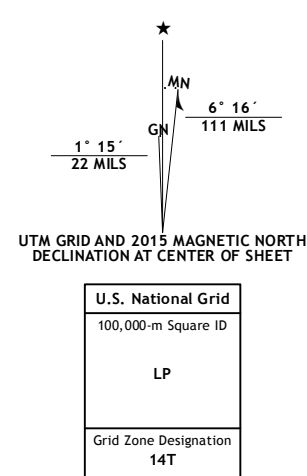 ★
MN
GN
6° 16´
111 MILS
1° 15´
22 MILS
UTM GRID AND 2015 MAGNETIC NORTH
DECLINATION AT CENTER OF SHEET
U.S. National Grid
100,000-m Square ID
LP
Grid Zone Designation
14T